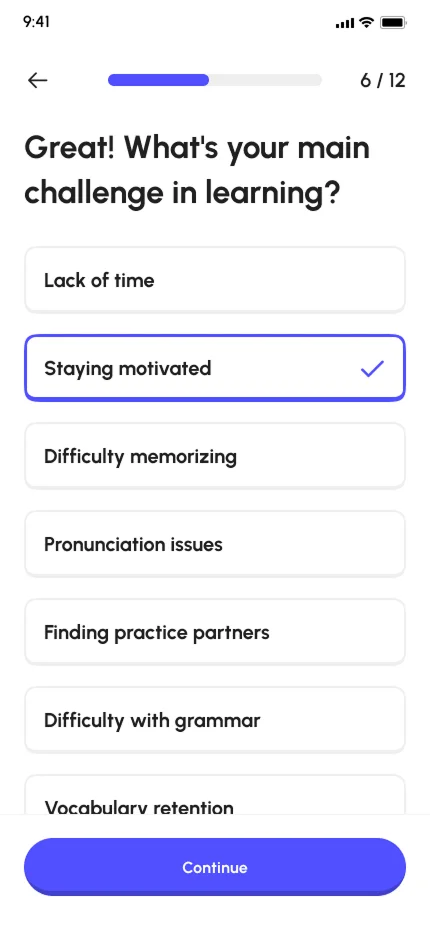 9:41
6 / 12
Great! What's your main
challenge in learning?
Lack of time
Staying motivated
Difficulty memorizing
Pronunciation issues
Finding practice partners
Difficulty with grammar
Vocabulary retention
Continue